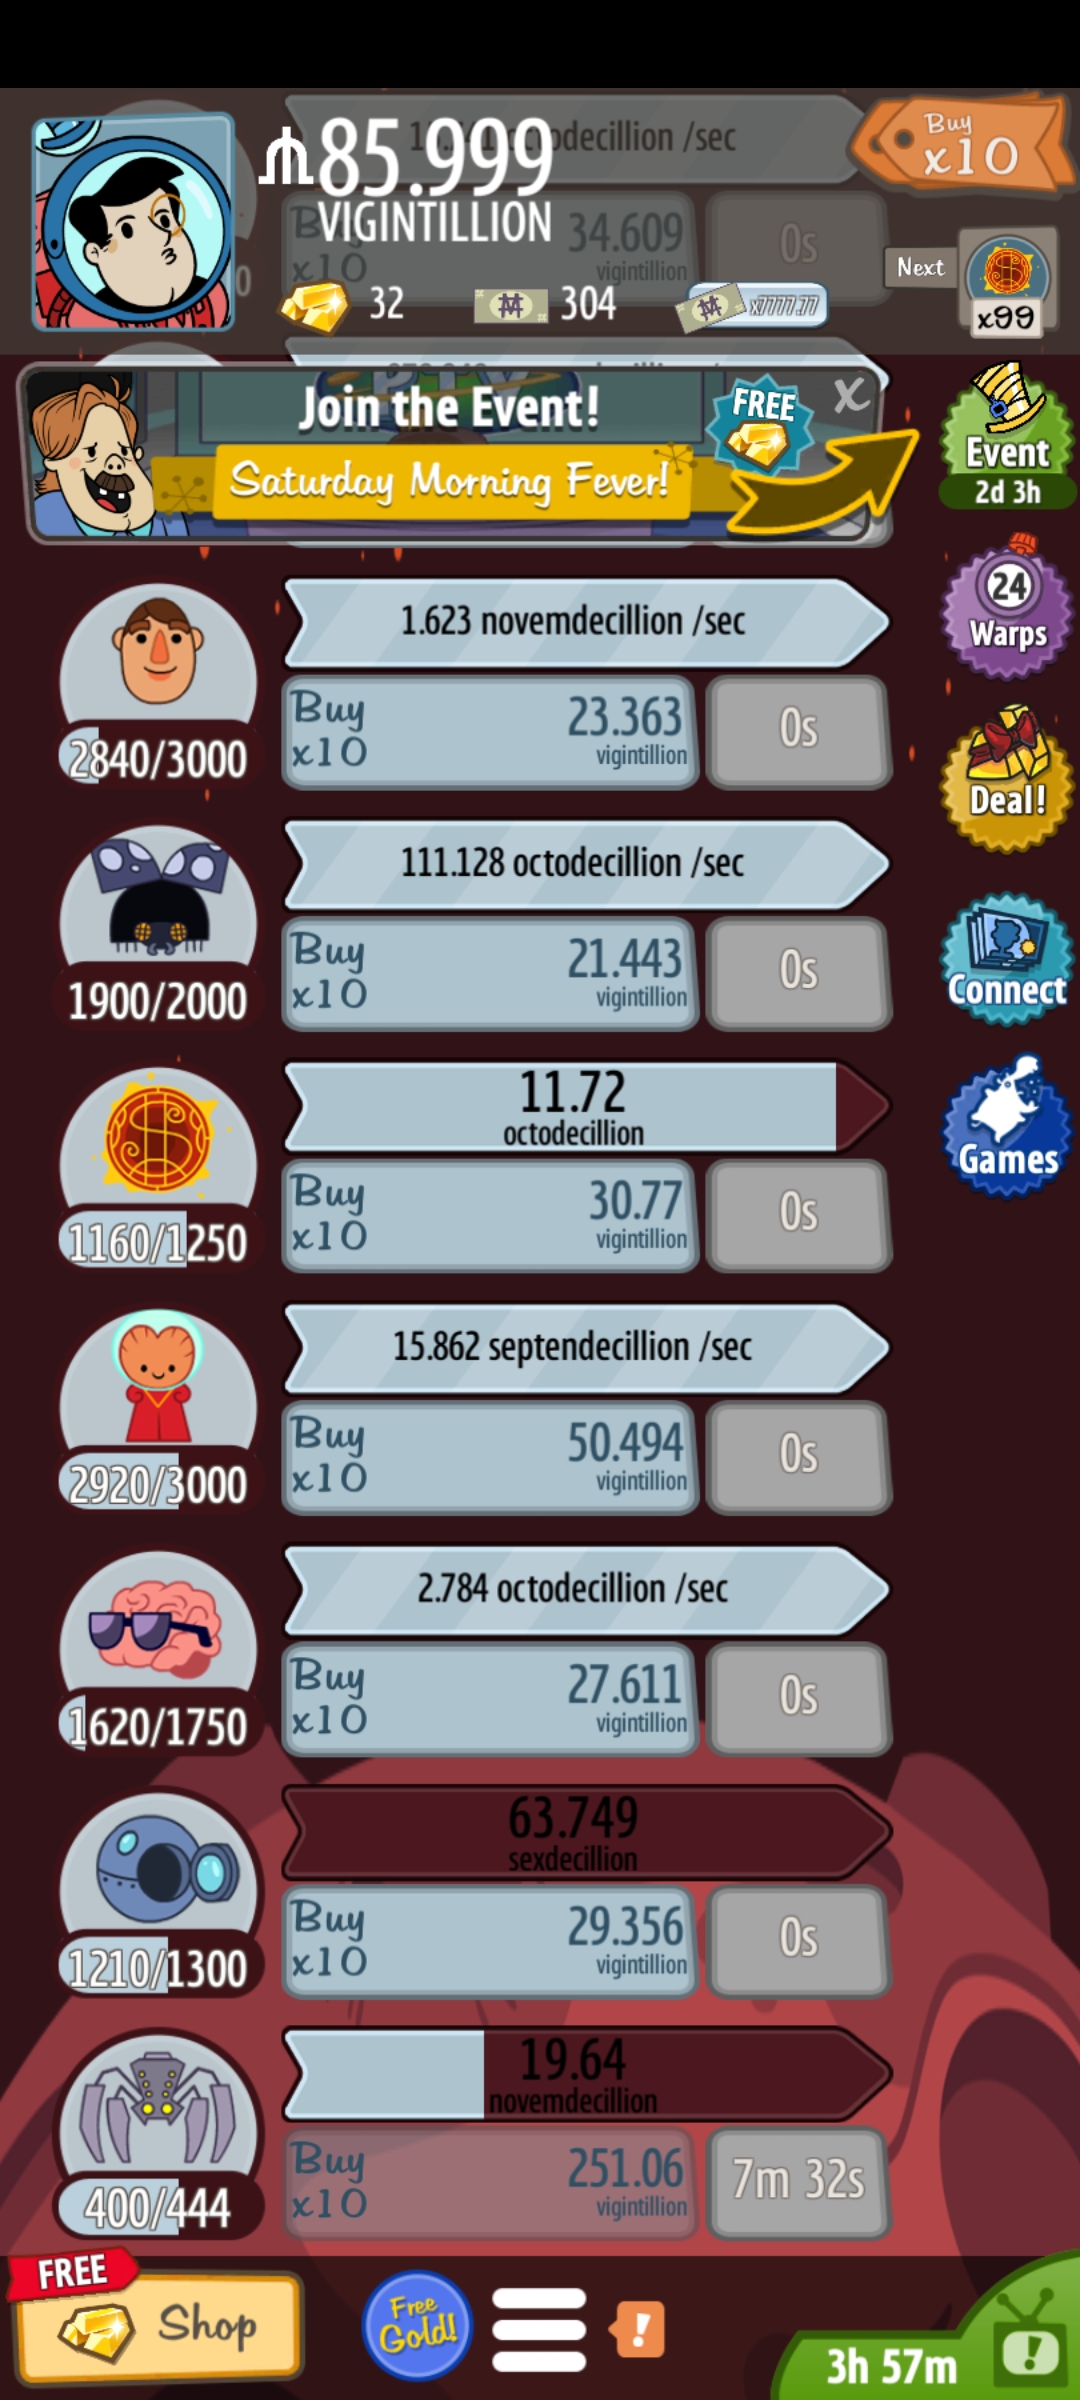 85.999
VIGINTILLION
octodecillion /sec
Buy
x10
Buy
x10
34.609
vigintillion
0s
Next
x99
32
304
x7777.77
Join the Event!
Saturday Morning Fever!
FREE
X
Event
2d 3h
24
Warps
Deal!
Connect
Games
1.623 novemdecillion /sec
Buy
x10
23.363
vigintillion
0s
2840/3000
111.128 octodecillion /sec
Buy
x10
21.443
vigintillion
0s
1900/2000
11.72
octodecillion
Buy
x10
30.77
vigintillion
0s
1160/1250
15.862 septendecillion /sec
Buy
x10
50.494
vigintillion
0s
2920/3000
2.784 octodecillion /sec
Buy
x10
27.611
vigintillion
0s
1620/1750
63.749
sexdecillion
Buy
x10
29.356
vigintillion
0s
1210/1300
19.64
novemdecillion
Buy
x10
251.06
vigintillion
7m 32s
400/444
FREE
Shop
Free
Gold!
!
3h 57m
!